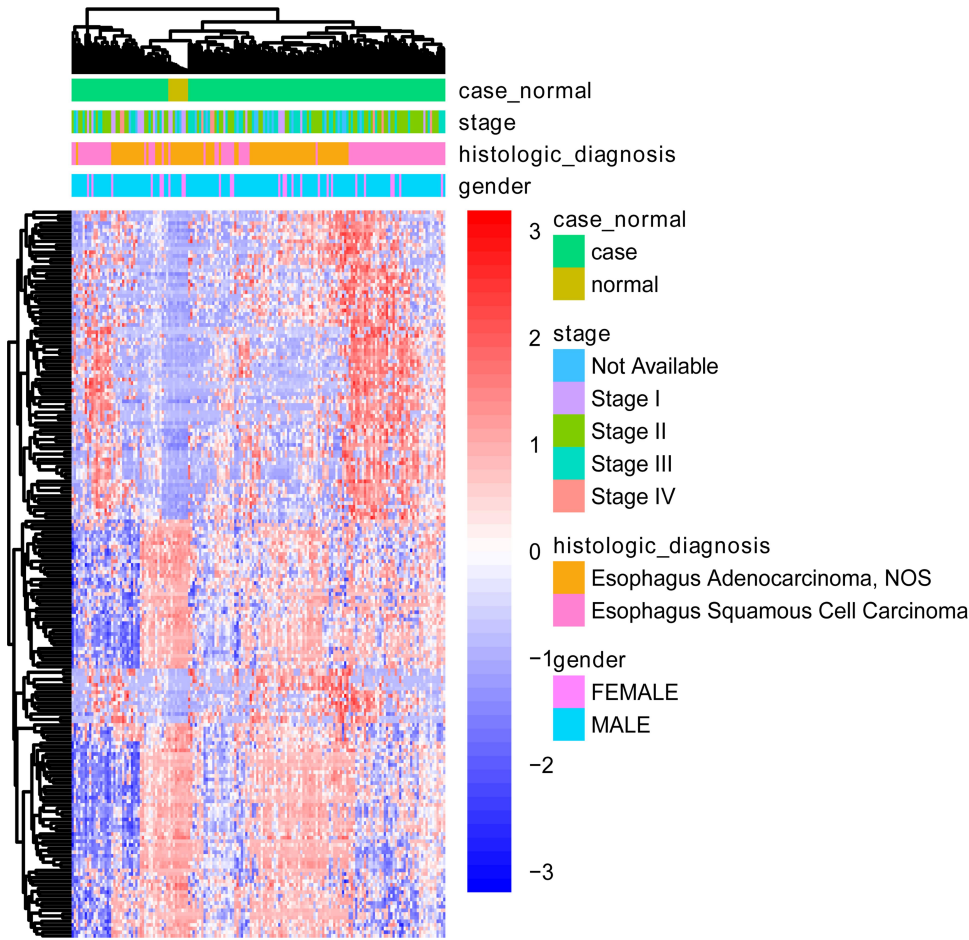 case_normal
stage
histologic_diagnosis
gender
3
2
1
0
−1
−2
−3
case_normal
case
normal
stage
Not Available
Stage I
Stage II
Stage III
Stage IV
histologic_diagnosis
Esophagus Adenocarcinoma, NOS
Esophagus Squamous Cell Carcinoma
gender
FEMALE
MALE